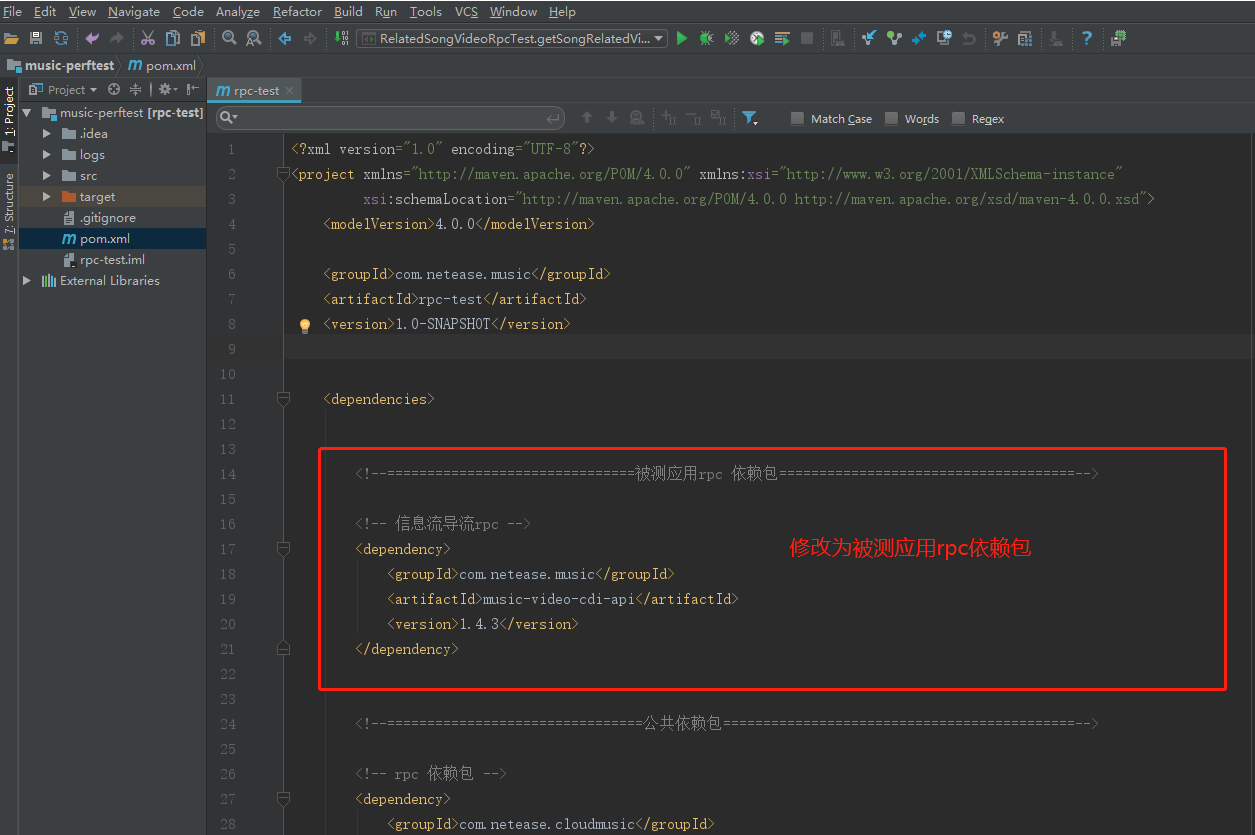 File Edit View Navigate Code Analyze Refactor Build Run Tools VCS Window Help
RelatedSongVideoRpcTest.getSongRelatedVi...
music-perftest pom.xml
Project
rpc-test
1: Project
7: Structure
music-perftest [rpc-test]
.idea
logs
src
target
.gitignore
pom.xml
rpc-test.iml
External Libraries
Match Case Words Regex
1 <?xml version="1.0" encoding="UTF-8"?>
2 <project xmlns="http://maven.apache.org/POM/4.0.0" xmlns:xsi="http://www.w3.org/2001/XMLSchema-instance"
3 xsi:schemaLocation="http://maven.apache.org/POM/4.0.0 http://maven.apache.org/xsd/maven-4.0.0.xsd">
4 <modelVersion>4.0.0</modelVersion>
5
6 <groupId>com.netease.music</groupId>
7 <artifactId>rpc-test</artifactId>
8 <version>1.0-SNAPSHOT</version>
9
10
11 <dependencies>
12
13
14 <!--===============================被测应用rpc 依赖包=====================================-->
15
16 <!-- 信息流导流rpc -->
17 <dependency>
修改为被测应用rpc依赖包
18 <groupId>com.netease.music</groupId>
19 <artifactId>music-video-cdi-api</artifactId>
20 <version>1.4.3</version>
21 </dependency>
22
23
24 <!--================================公共依赖包============================================-->
25
26 <!-- rpc 依赖包 -->
27 <dependency>
28 <groupId>com.netease.cloudmusic</groupId>